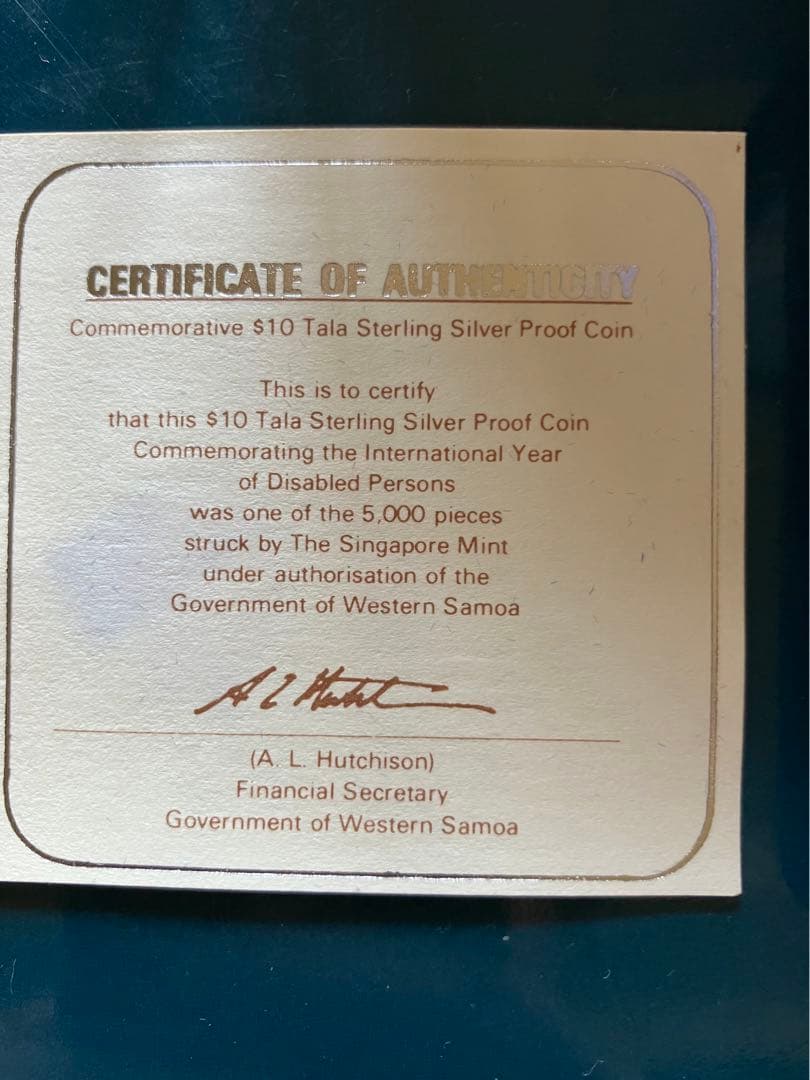 CERTIFICATE OF AUTHENTICITY
Commemorative $10 Tala Sterling Silver Proof Coin
This is to certify
that this $10 Tala Sterling Silver Proof Coin
Commemorating the International Year
of Disabled Persons
was one of the 5,000 pieces
struck by The Singapore Mint
under authorisation of the
Government of Western Samoa
A L Hutchison
(A. L. Hutchison)
Financial Secretary
Government of Western Samoa